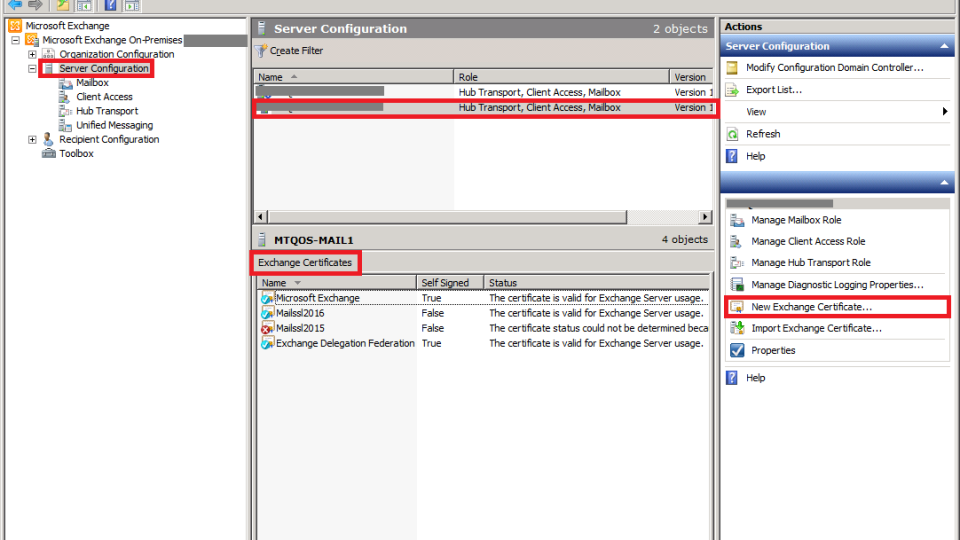 Microsoft Exchange
Microsoft Exchange On-Premises
Organization Configuration
Server Configuration
Mailbox
Client Access
Hub Transport
Unified Messaging
Recipient Configuration
Toolbox
Server Configuration 2 objects
Create Filter
Name Role Version
Hub Transport, Client Access, Mailbox Version 1
Hub Transport, Client Access, Mailbox Version 1
MTQOS-MAIL1 4 objects
Exchange Certificates
Name Self Signed Status
Microsoft Exchange True The certificate is valid for Exchange Server usage.
Mailssl2016 False The certificate is valid for Exchange Server usage.
Mailssl2015 False The certificate status could not be determined beca
Exchange Delegation Federation True The certificate is valid for Exchange Server usage.
Actions
Server Configuration
Modify Configuration Domain Controller...
Export List...
View
Refresh
Help
Manage Mailbox Role
Manage Client Access Role
Manage Hub Transport Role
Manage Diagnostic Logging Properties...
New Exchange Certificate...
Import Exchange Certificate...
Properties
Help